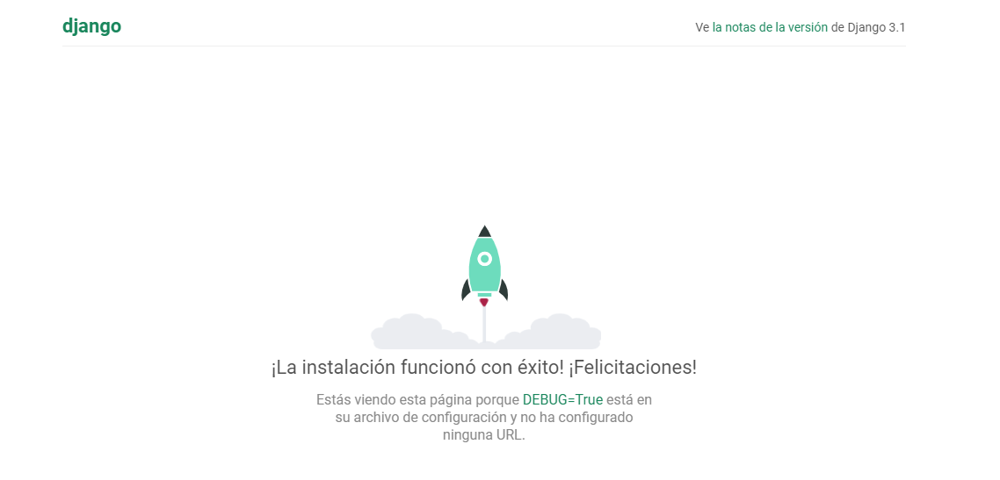 django
Ve la notas de la versión de Django 3.1
¡La instalación funcionó con éxito! ¡Felicitaciones!
Estás viendo esta página porque DEBUG=True está en
su archivo de configuración y no ha configurado
ninguna URL.